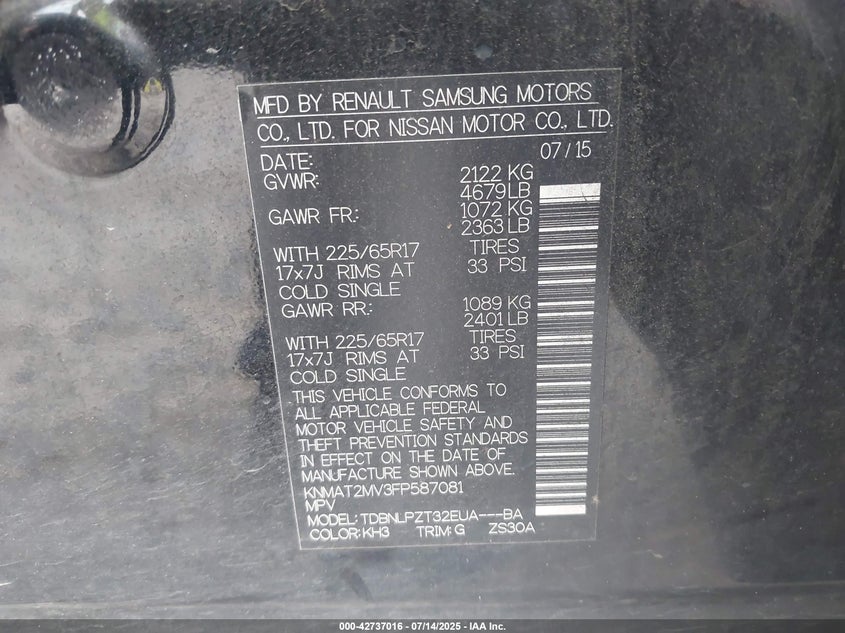 MFD BY RENAULT SAMSUNG MOTORS
CO., LTD. FOR NISSAN MOTOR CO., LTD.
DATE: 07/15
GVWR: 2122 KG
4679 LB
GAWR FR: 1072 KG
2363 LB
WITH 225/65R17 TIRES
17x7J RIMS AT 33 PSI
COLD SINGLE
GAWR RR: 1089 KG
2401 LB
WITH 225/65R17 TIRES
17x7J RIMS AT 33 PSI
COLD SINGLE
THIS VEHICLE CONFORMS TO
ALL APPLICABLE FEDERAL
MOTOR VEHICLE SAFETY AND
THEFT PREVENTION STANDARDS
IN EFFECT ON THE DATE OF
MANUFACTURE SHOWN ABOVE.
KNMAT2MV3FP587081
MPV
MODEL: TDBNLPZT32EUA---BA
COLOR: KH3 TRIM: G ZS30A
000-42737016 - 07/14/2025 - IAA Inc.